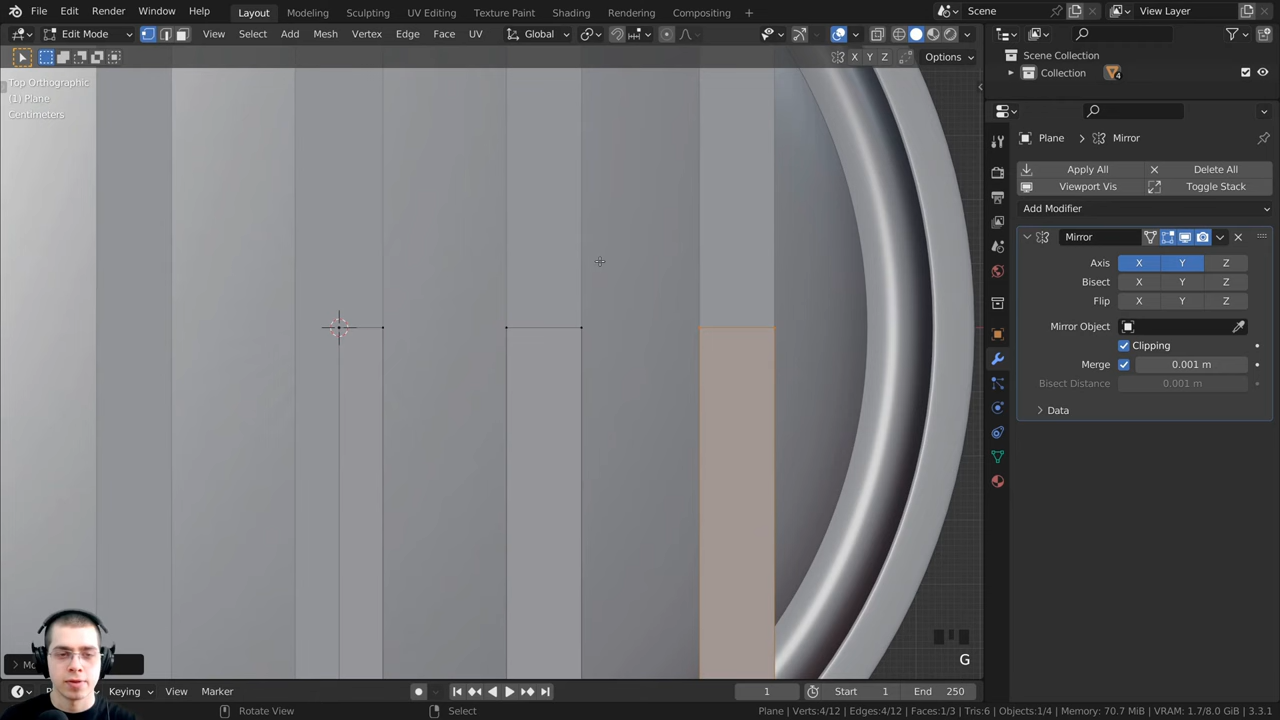 File Edit Render Window Help Layout Modeling Sculpting UV Editing Texture Paint Shading Rendering Compositing Scene View Layer
Edit Mode View Select Add Mesh Vertex Edge Face UV Global
X Y Z Options
Top Orthographic
(1) Plane
Centimeters
Scene Collection
Collection 4
Plane > Mirror
Apply All Delete All
Viewport Vis Toggle Stack
Add Modifier
Mirror
Axis X Y Z
Bisect X Y Z
Flip X Y Z
Mirror Object
Clipping
Merge 0.001 m
Bisect Distance 0.001 m
Data
G
Keying View Marker 1 Start 1 End 250
Rotate View Select Plane | Verts:4/12 | Edges:4/12 | Faces:1/3 | Tris:6 | Objects:1/4 | Memory: 70.7 MiB | VRAM: 1.7/8.0 GiB | 3.3.1